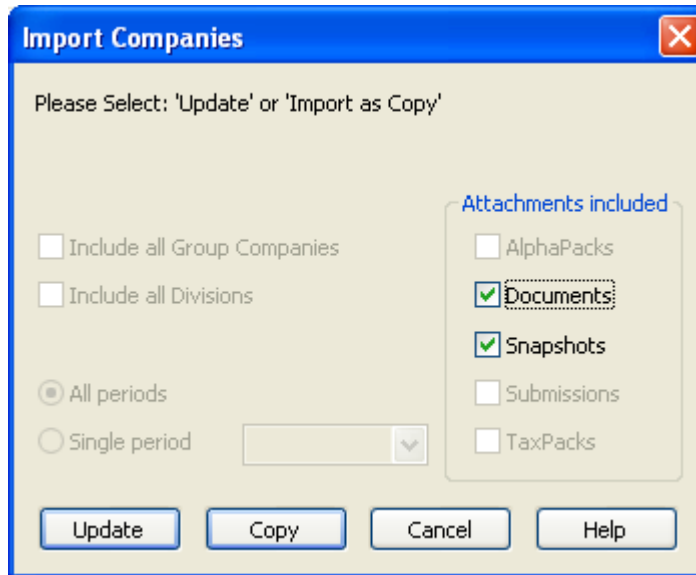 Import Companies
Please Select: 'Update' or 'Import as Copy'
Attachments included
Include all Group Companies
AlphaPacks
Include all Divisions
Documents
Snapshots
All periods
Submissions
Single period
TaxPacks
Update
Copy
Cancel
Help